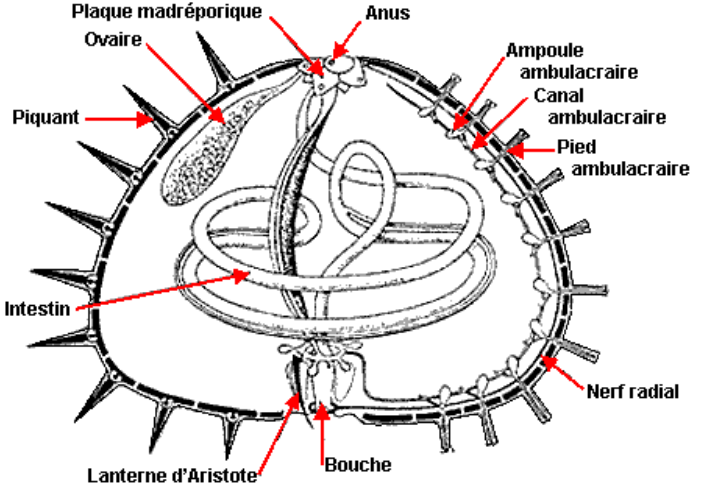 Plaque madréporique
Anus
Ovaire
Ampoule
ambulacraire
Canal
ambulacraire
Piquant
Pied
ambulacraire
Intestin
Nerf radial
Bouche
Lanterne d'Aristote